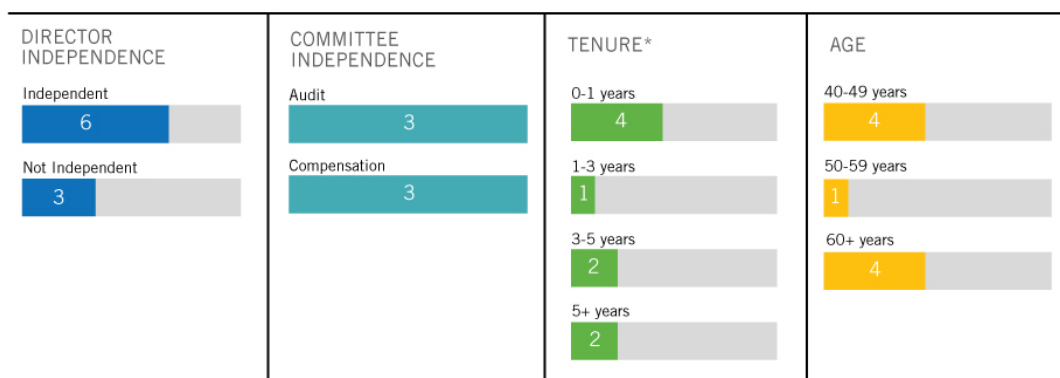 DIRECTOR
INDEPENDENCE
Independent
6
Not Independent
3
COMMITTEE
INDEPENDENCE
Audit
3
Compensation
3
TENURE*
0-1 years
4
1-3 years
1
3-5 years
2
5+ years
2
AGE
40-49 years
4
50-59 years
1
60+ years
4